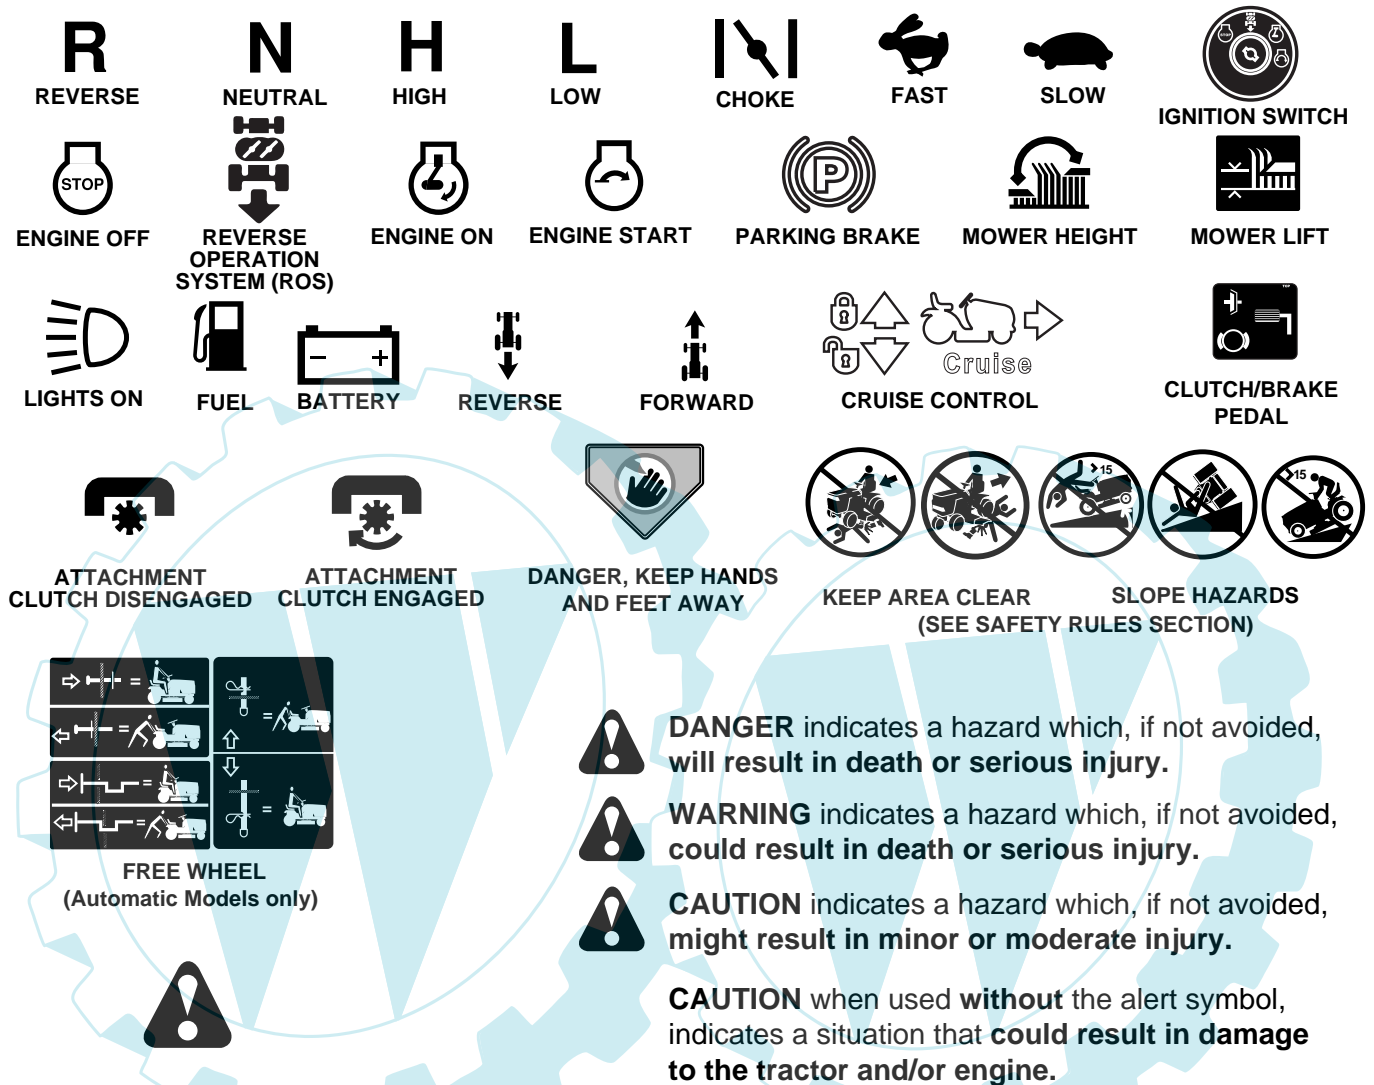 R N H L
REVERSE NEUTRAL HIGH LOW CHOKE FAST SLOW IGNITION SWITCH
STOP
STOP P
ENGINE OFF REVERSE OPERATION SYSTEM (ROS) ENGINE ON ENGINE START PARKING BRAKE MOWER HEIGHT MOWER LIFT
TOP
- + Cruise
LIGHTS ON FUEL BATTERY REVERSE FORWARD CRUISE CONTROL CLUTCH/BRAKE PEDAL
>15 >15
ATTACHMENT CLUTCH DISENGAGED
ATTACHMENT CLUTCH ENGAGED
DANGER, KEEP HANDS AND FEET AWAY
KEEP AREA CLEAR SLOPE HAZARDS
(SEE SAFETY RULES SECTION)
= = =
= =
=
FREE WHEEL
(Automatic Models only)
DANGER indicates a hazard which, if not avoided,
will result in death or serious injury.
WARNING indicates a hazard which, if not avoided,
could result in death or serious injury.
CAUTION indicates a hazard which, if not avoided,
might result in minor or moderate injury.
CAUTION when used without the alert symbol,
indicates a situation that could result in damage
to the tractor and/or engine.